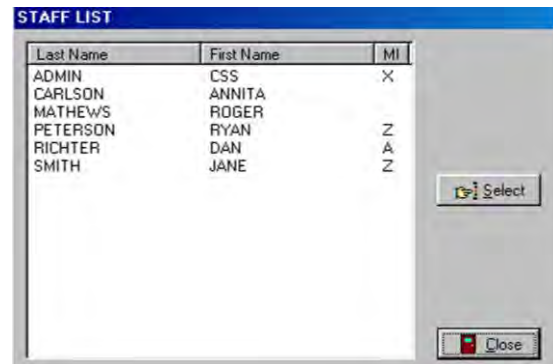 STAFF LIST
Last Name First Name MI
ADMIN CSS X
CARLSON ANNITA
MATHEWS ROGER
PETERSON RYAN Z
RICHTER DAN A
SMITH JANE Z
Select
Close